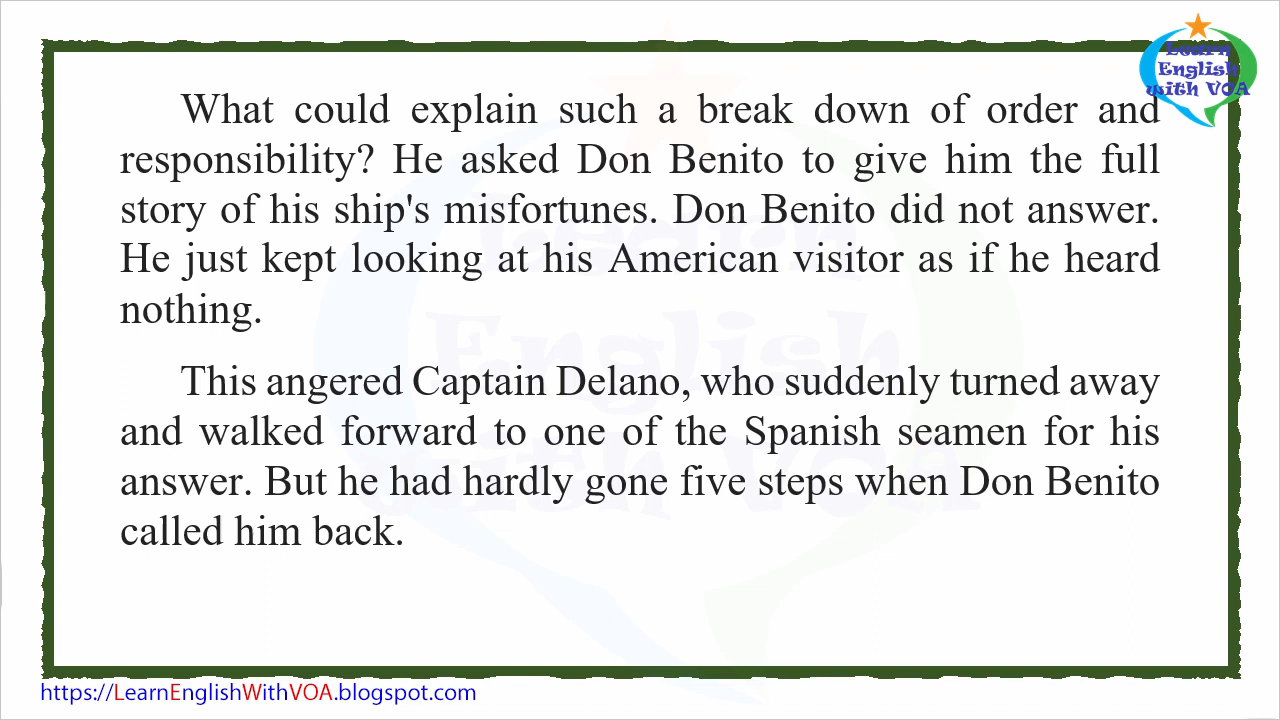 Learn
English
with VOA
What could explain such a break down of order and
responsibility? He asked Don Benito to give him the full
story of his ship's misfortunes. Don Benito did not answer.
He just kept looking at his American visitor as if he heard
nothing.
This angered Captain Delano, who suddenly turned away
and walked forward to one of the Spanish seamen for his
answer. But he had hardly gone five steps when Don Benito
called him back.
Learn
English
with VOA
https://LearnEnglishWithVOA.blogspot.com